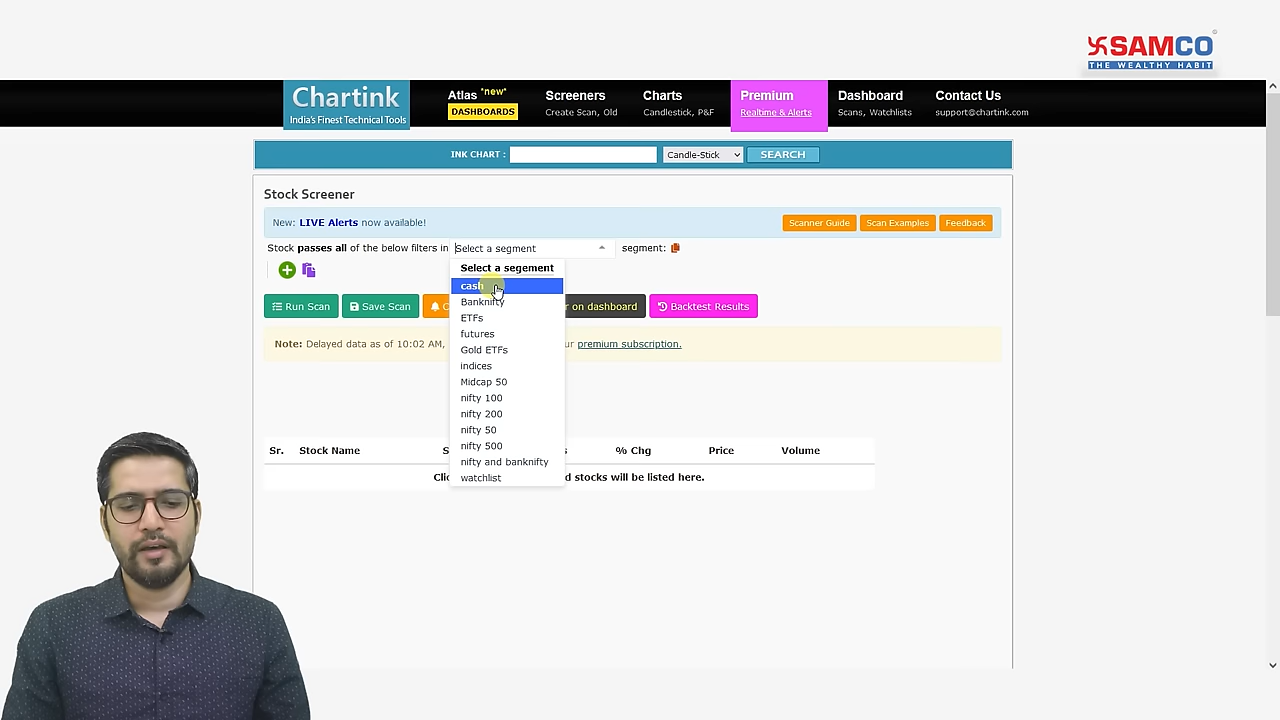 SAMCO
THE WEALTHY HABIT
Chartink
India's Finest Technical Tools
Atlas *new*
DASHBOARDS
Screeners
Create Scan, Old
Charts
Candlestick, P&F
Premium
Realtime & Alerts
Dashboard
Scans, Watchlists
Contact Us
support@chartink.com
INK CHART :
Candle-Stick
SEARCH
Stock Screener
New: LIVE Alerts now available!
Scanner Guide
Scan Examples
Feedback
Stock passes all of the below filters in Select a segment segment:
Select a segement
cash
Banknifty
ETFs
futures
Gold ETFs
indices
Midcap 50
nifty 100
nifty 200
nifty 50
nifty 500
nifty and banknifty
watchlist
Run Scan
Save Scan
r on dashboard
Backtest Results
Note: Delayed data as of 10:02 AM, ur premium subscription.
Sr. Stock Name % Chg Price Volume
d stocks will be listed here.